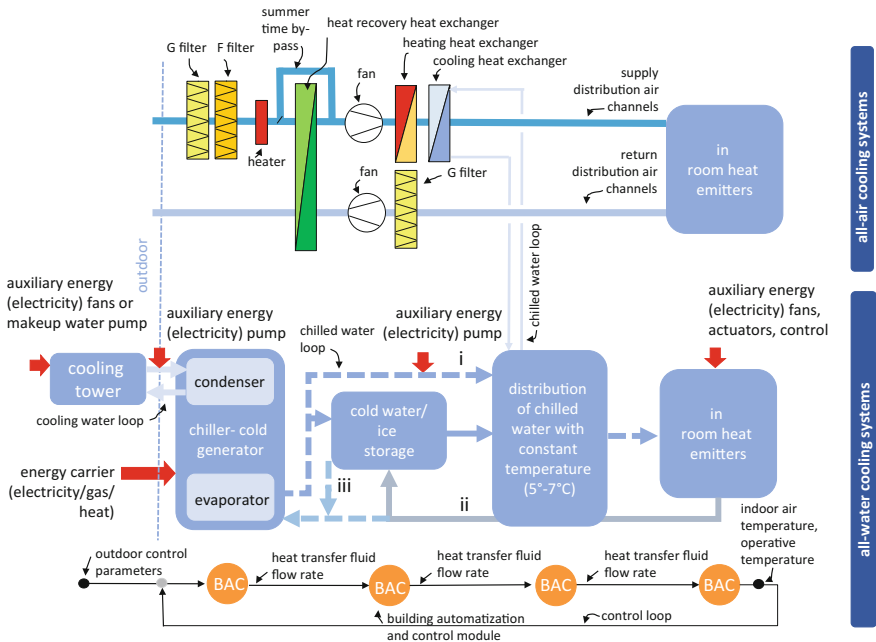 summer
time by-
pass
heat recovery heat exchanger
G filter
F filter
heating heat exchanger
cooling heat exchanger
fan
supply
distribution air
channels
heater
in
room heat
emitters
return
distribution air
channels
fan
G filter
all-air cooling systems
outdoor
chilled water loop
auxiliary energy
(electricity) fans or
makeup water pump
auxiliary energy
(electricity) pump
chilled water
loop
auxiliary energy
(electricity) pump
auxiliary energy
(electricity) fans,
actuators, control
i
cooling
tower
condenser
cooling water loop
chiller- cold
generator
cold water/
ice
storage
distribution
of chilled
water with
constant
temperature
(5°-7°C)
in
room heat
emitters
energy carrier
(electricity/gas/
heat)
evaporator
iii
ii
all-water cooling systems
indoor air
temperature,
operative
temperature
outdoor control
parameters
BAC
heat transfer fluid
flow rate
BAC
heat transfer fluid
flow rate
BAC
heat transfer fluid
flow rate
BAC
building automatization
and control module
control loop